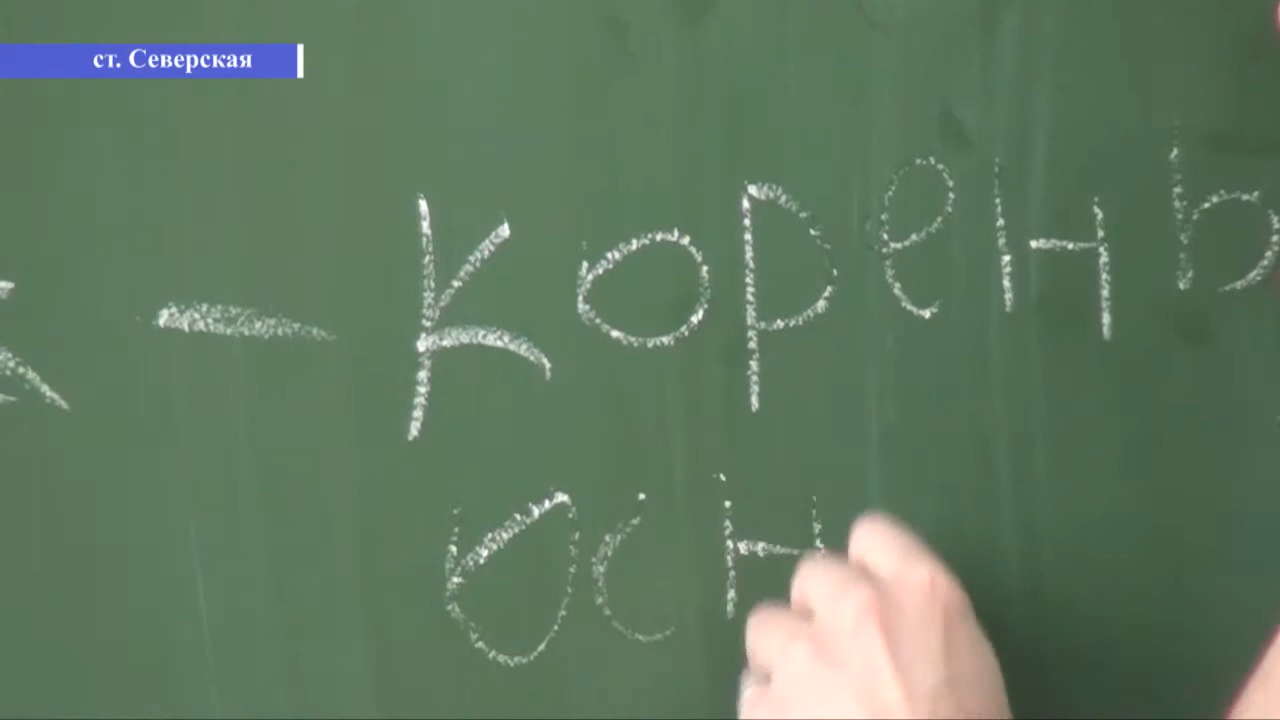 ст. Северская
- корень
осн